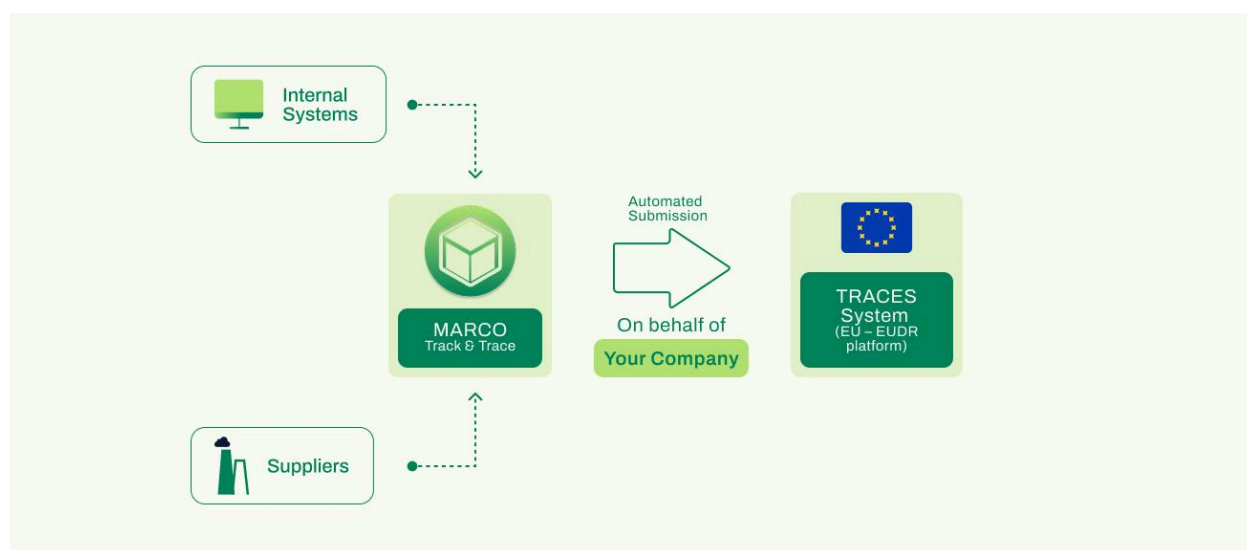 Internal
Systems
Automated
Submission
MARCO
Track & Trace
On behalf of
Your Company
TRACES
System
(EU – EUDR
platform)
Suppliers